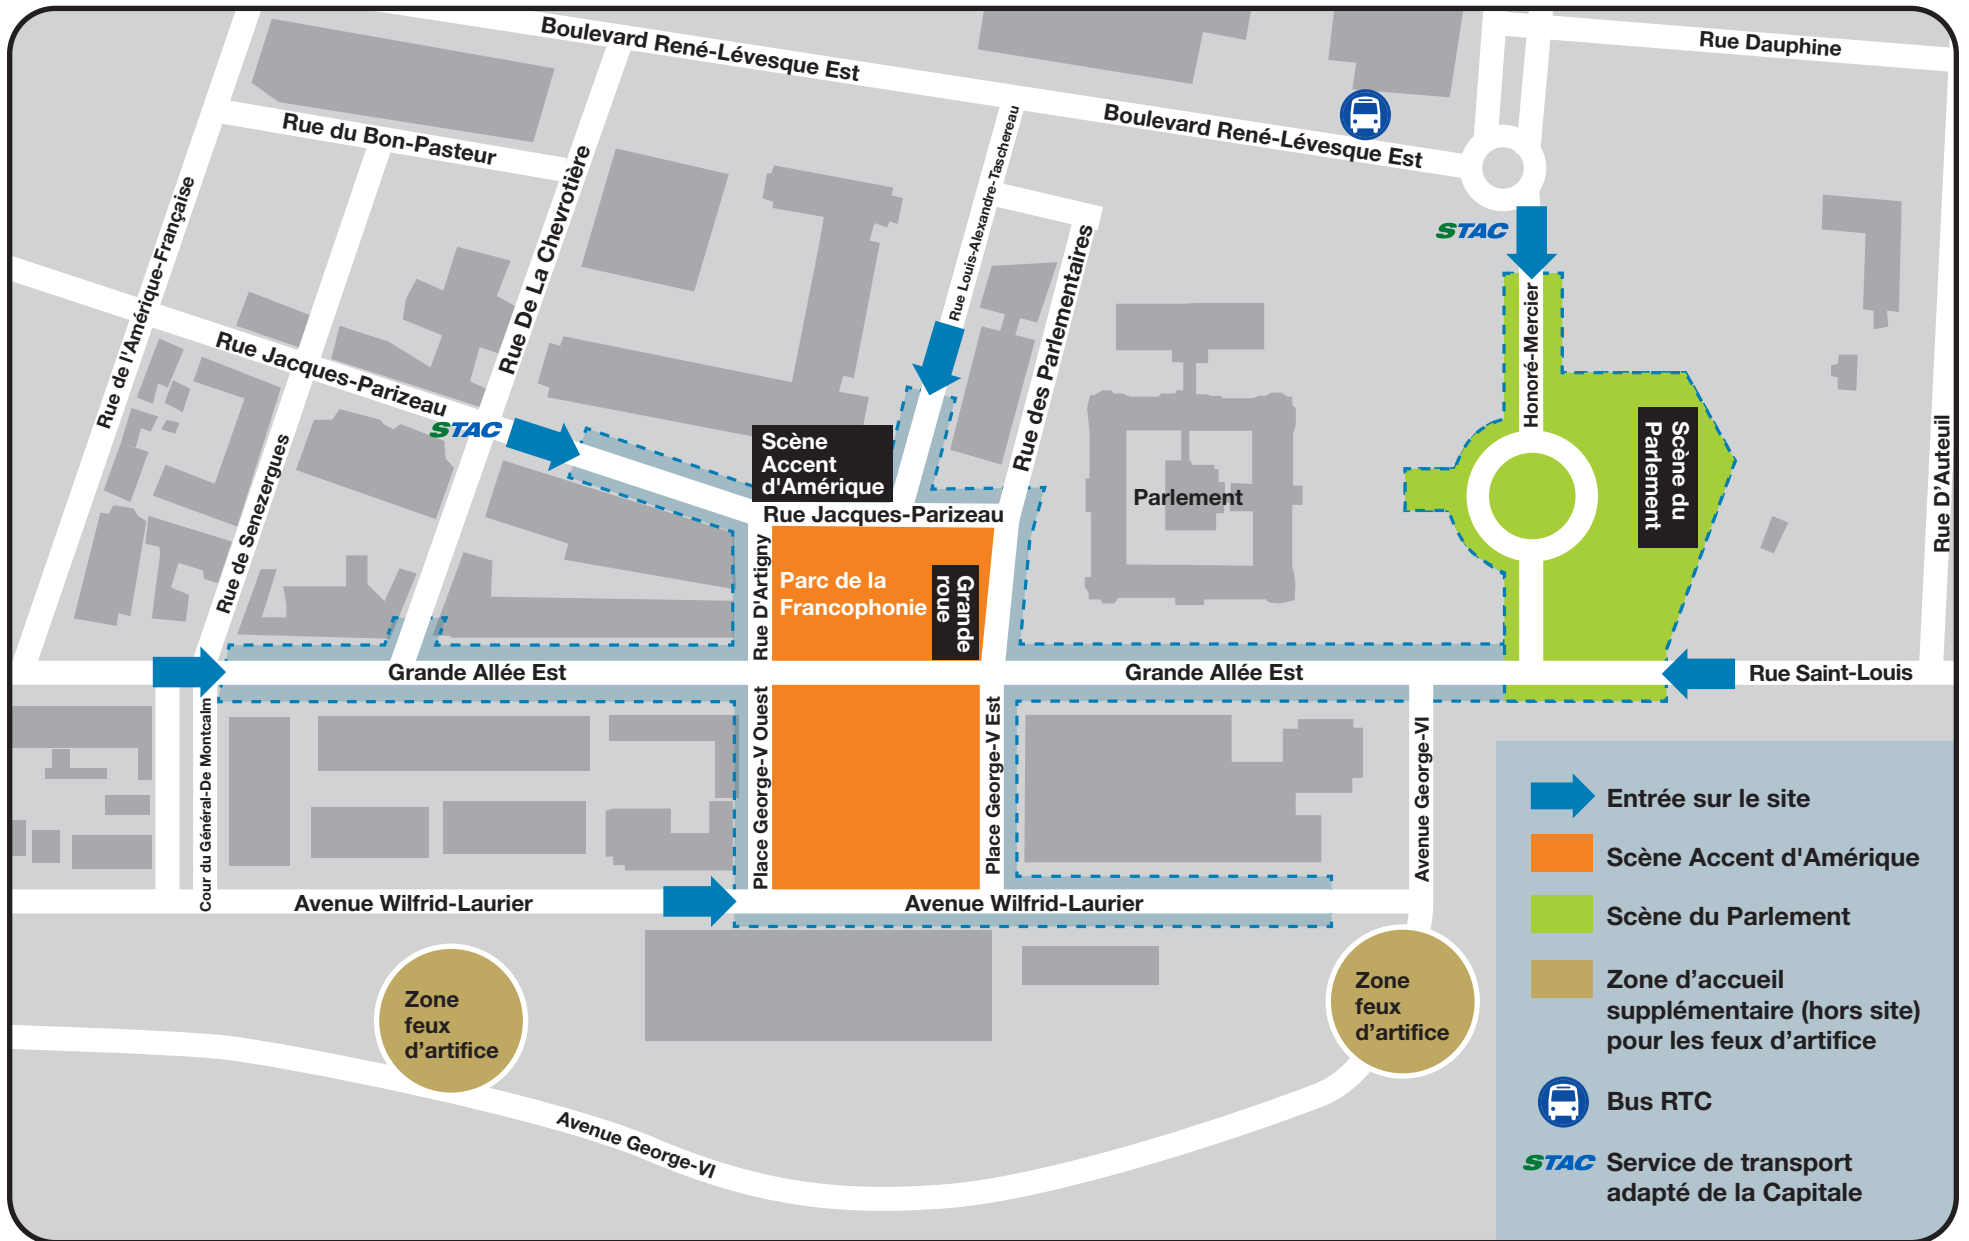 Boulevard René-Lévesque Est
Rue Dauphine
Boulevard René-Lévesque Est
Rue du Bon-Pasteur
Rue de l'Amérique-Française
Rue De La Chevrotière
Rue Louis-Alexandre-Taschereau
Rue des Parlementaires
STAC
Honoré-Mercier
Rue Jacques-Parizeau
STAC
Rue de Senezergues
Scène
Accent
d'Amérique
Rue Jacques-Parizeau
Parlement
Scène du
Parlement
Rue D'Auteuil
Rue D'Artigny
Parc de la
Francophonie
Grande
roue
Grande Allée Est
Grande Allée Est
Rue Saint-Louis
Cour du Général-De Montcalm
Place George-V Ouest
Place George-V Est
Avenue George-VI
Avenue Wilfrid-Laurier
Avenue Wilfrid-Laurier
Zone
feux
d'artifice
Zone
feux
d'artifice
Avenue George-VI
Entrée sur le site
Scène Accent d'Amérique
Scène du Parlement
Zone d'accueil
supplémentaire (hors site)
pour les feux d'artifice
Bus RTC
STAC Service de transport
adapté de la Capitale